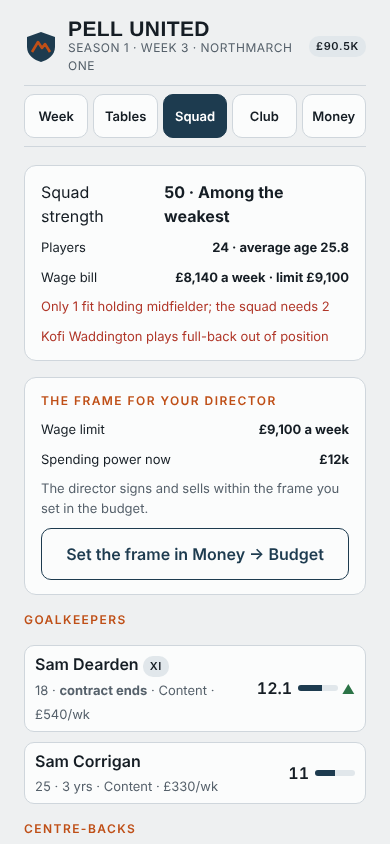 PELL UNITED
SEASON 1 · WEEK 3 · NORTHMARCH
ONE
£90.5K
Week
Tables
Squad
Club
Money
Squad strength
50 · Among the weakest
Players
24 · average age 25.8
Wage bill
£8,140 a week · limit £9,100
Only 1 fit holding midfielder; the squad needs 2
Kofi Waddington plays full-back out of position
THE FRAME FOR YOUR DIRECTOR
Wage limit
£9,100 a week
Spending power now
£12k
The director signs and sells within the frame you
set in the budget.
Set the frame in Money → Budget
GOALKEEPERS
Sam Dearden XI
18 · contract ends · Content ·
£540/wk
12.1
Sam Corrigan
25 · 3 yrs · Content · £330/wk
11
CENTRE-BACKS